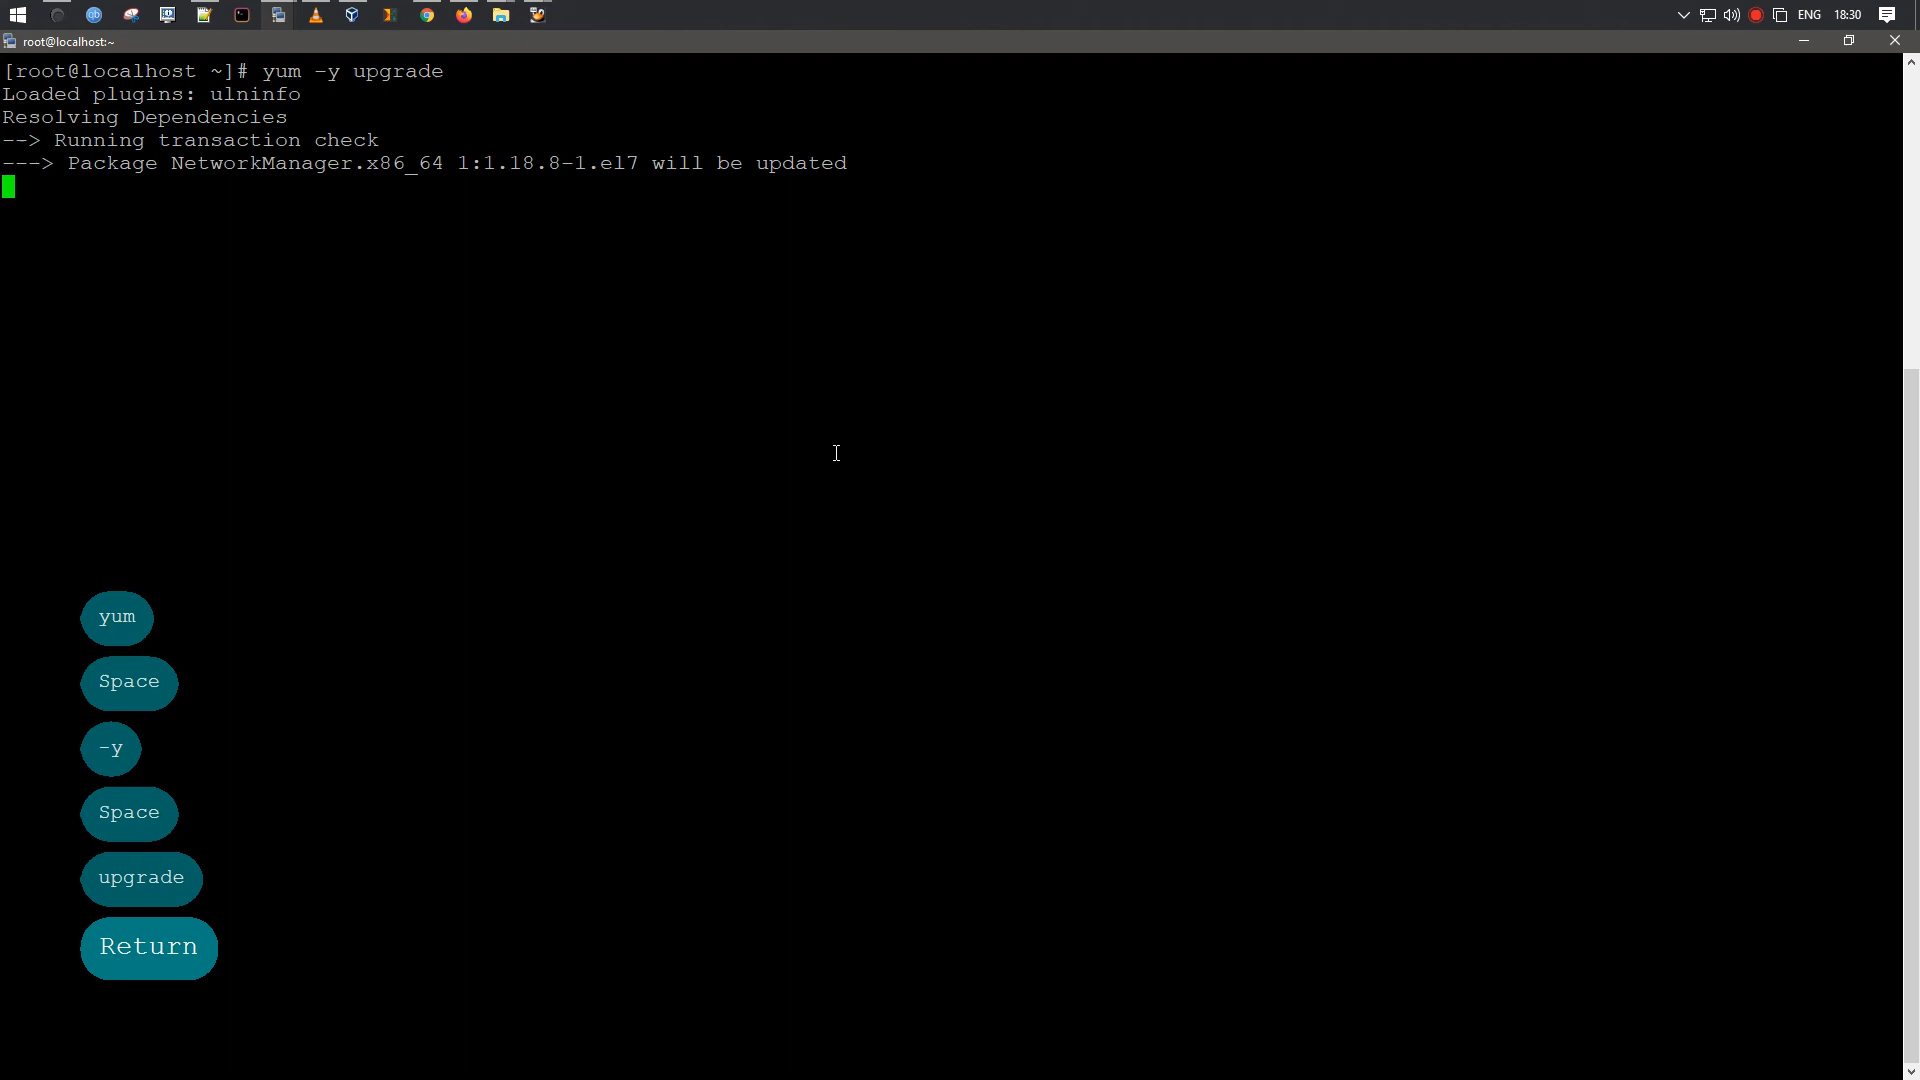 ENG 18:30
root@localhost:~
[root@localhost ~]# yum -y upgrade
Loaded plugins: ulninfo
Resolving Dependencies
--> Running transaction check
---> Package NetworkManager.x86_64 1:1.18.8-1.el7 will be updated
yum
Space
-y
Space
upgrade
Return